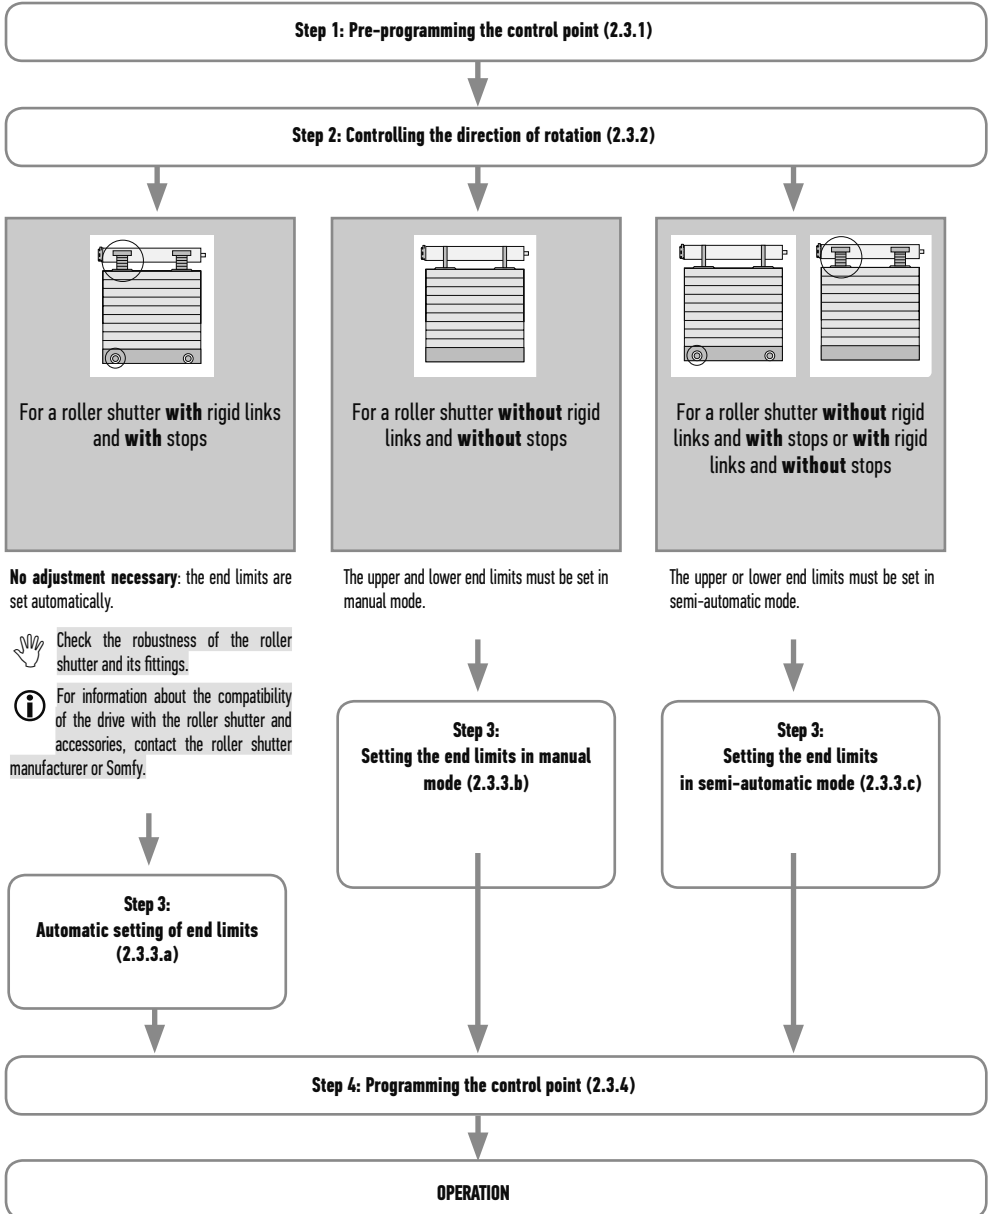 Step 1: Pre-programming the control point (2.3.1)
Step 2: Controlling the direction of rotation (2.3.2)
For a roller shutter with rigid links
and with stops
For a roller shutter without rigid
links and without stops
For a roller shutter without rigid
links and with stops or with rigid
links and without stops
No adjustment necessary: the end limits are
set automatically.
Check the robustness of the roller
shutter and its fittings.
For information about the compatibility
of the drive with the roller shutter and
accessories, contact the roller shutter
manufacturer or Somfy.
The upper and lower end limits must be set in
manual mode.
The upper or lower end limits must be set in
semi-automatic mode.
Step 3:
Automatic setting of end limits
(2.3.3.a)
Step 3:
Setting the end limits in manual
mode (2.3.3.b)
Step 3:
Setting the end limits
in semi-automatic mode (2.3.3.c)
Step 4: Programming the control point (2.3.4)
OPERATION